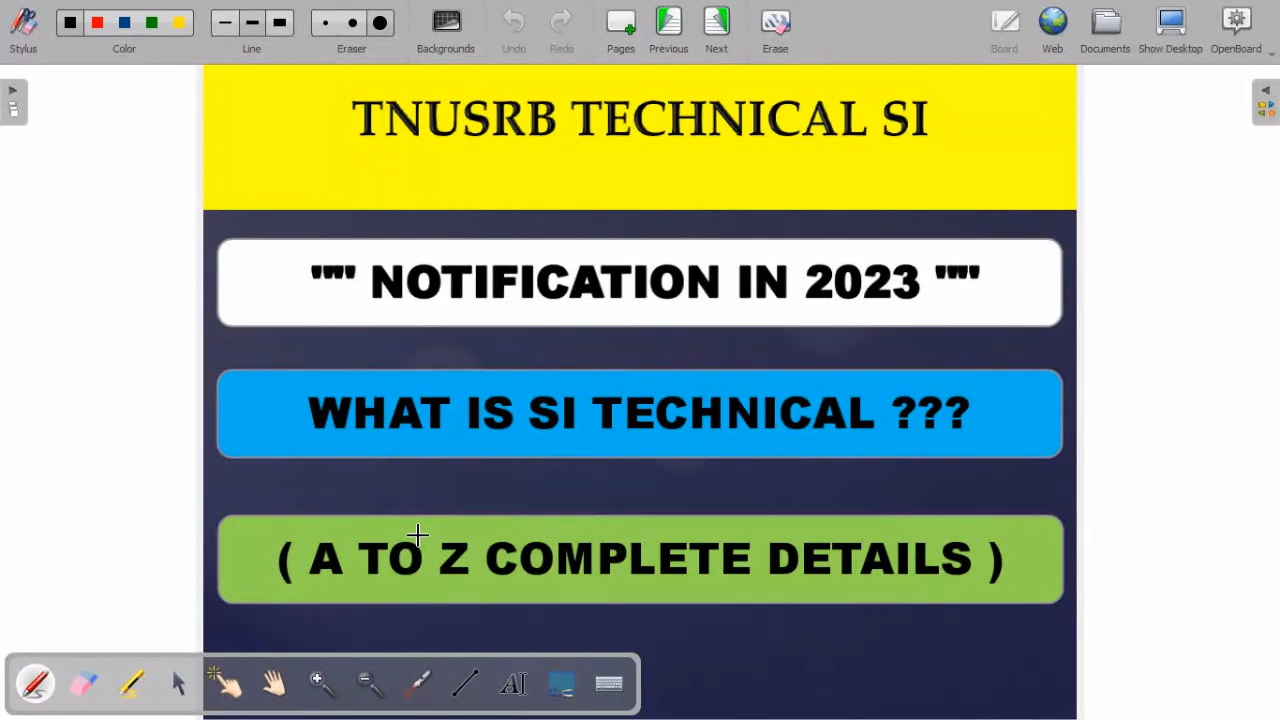 Stylus
Color
Line
Eraser
Backgrounds
Undo
Redo
Pages
Previous
Next
Erase
Board
Web
Documents
Show Desktop
OpenBoard
TNUSRB TECHNICAL SI
"'"' NOTIFICATION IN 2023 '"'"
WHAT IS SI TECHNICAL ???
( A TO Z COMPLETE DETAILS )
AI